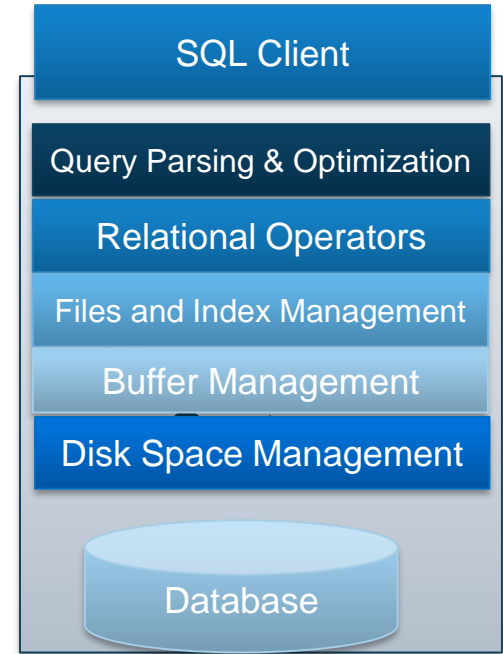 SQL Client
Query Parsing & Optimization
Relational Operators
Files and Index Management
Buffer Management
Disk Space Management
Database